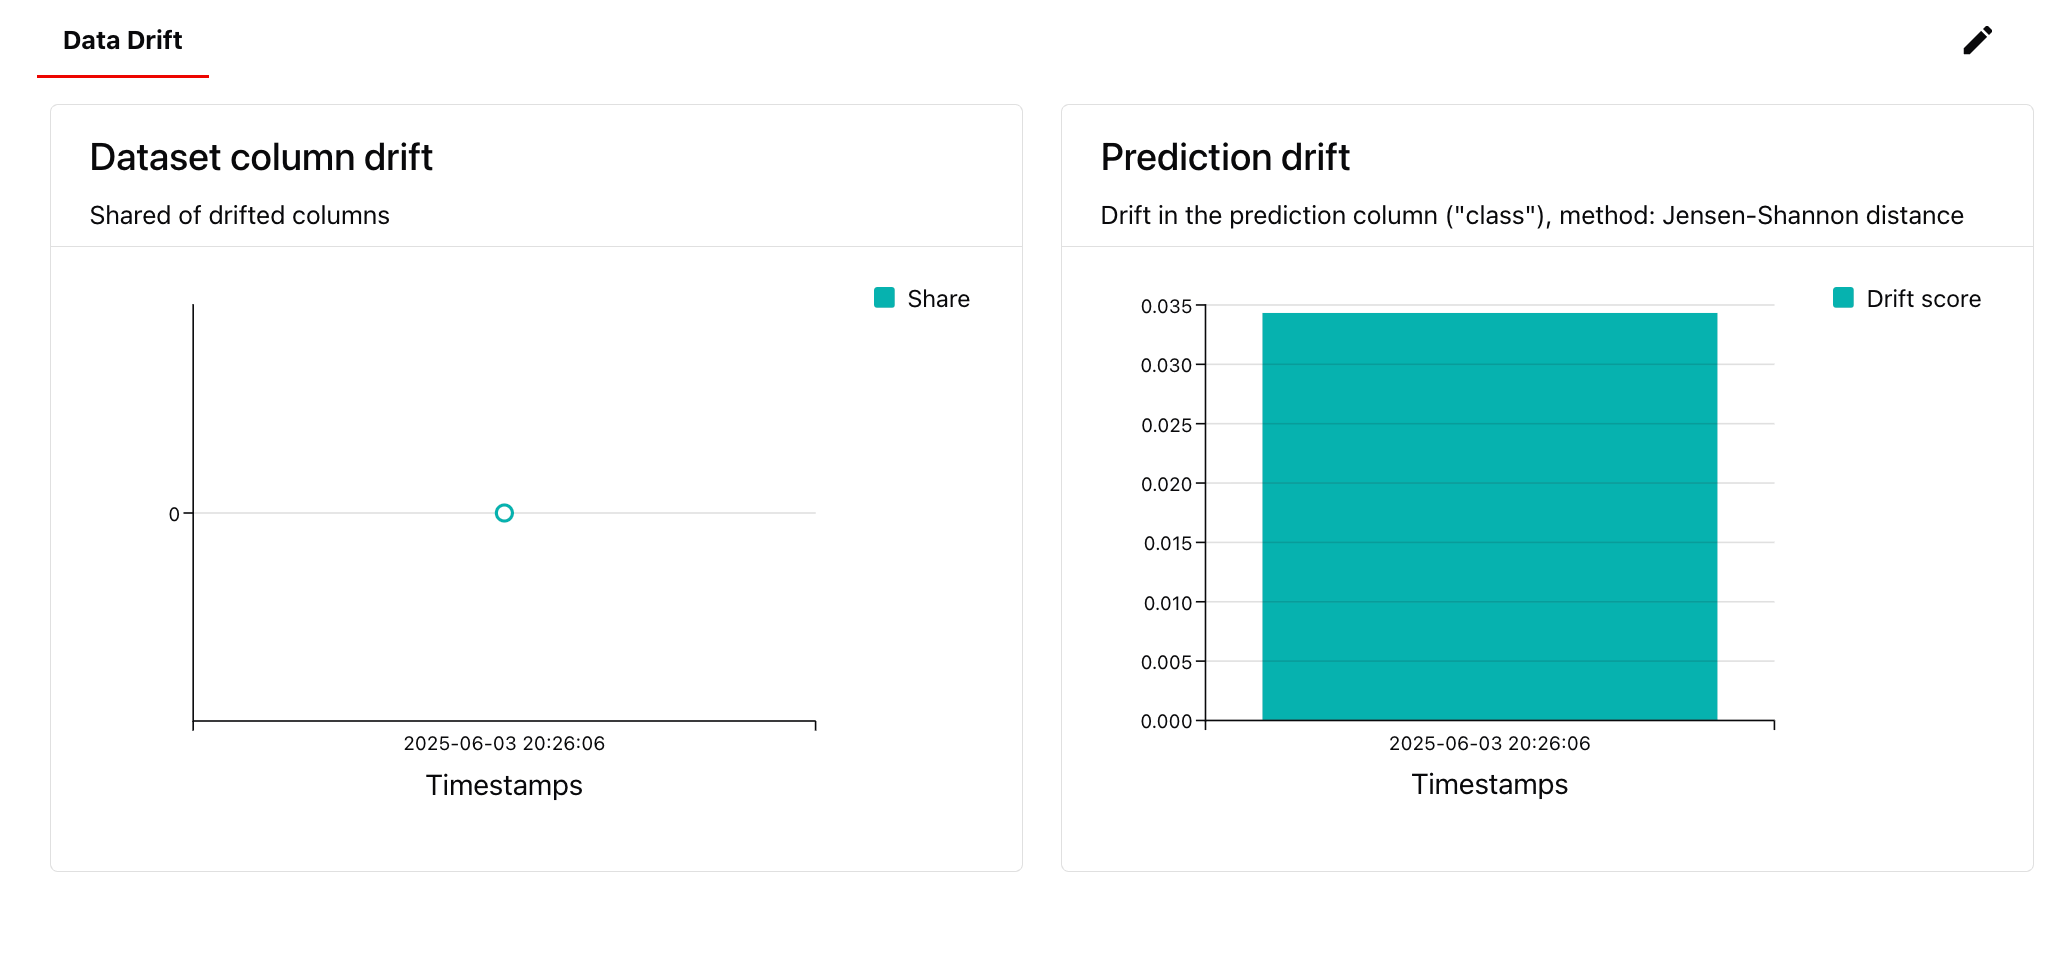 Data Drift
Dataset column drift
Shared of drifted columns
Share
0
2025-06-03 20:26:06
Timestamps
Prediction drift
Drift in the prediction column ("class"), method: Jensen-Shannon distance
Drift score
0.035
0.030
0.025
0.020
0.015
0.010
0.005
0.000
2025-06-03 20:26:06
Timestamps